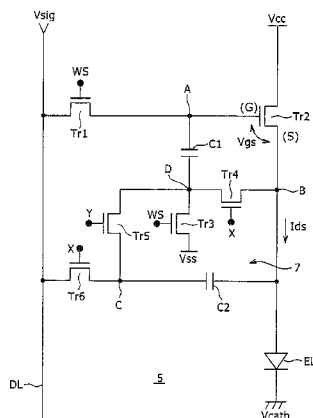 Vsig Vcc
WS A (G) Tr2
Tr1 Vgs (S)
C1
D Tr4 B
Y Tr5 WS Tr3 X Ids
X Vss 7
Tr6 C C2
EL
DL 5
Vcath